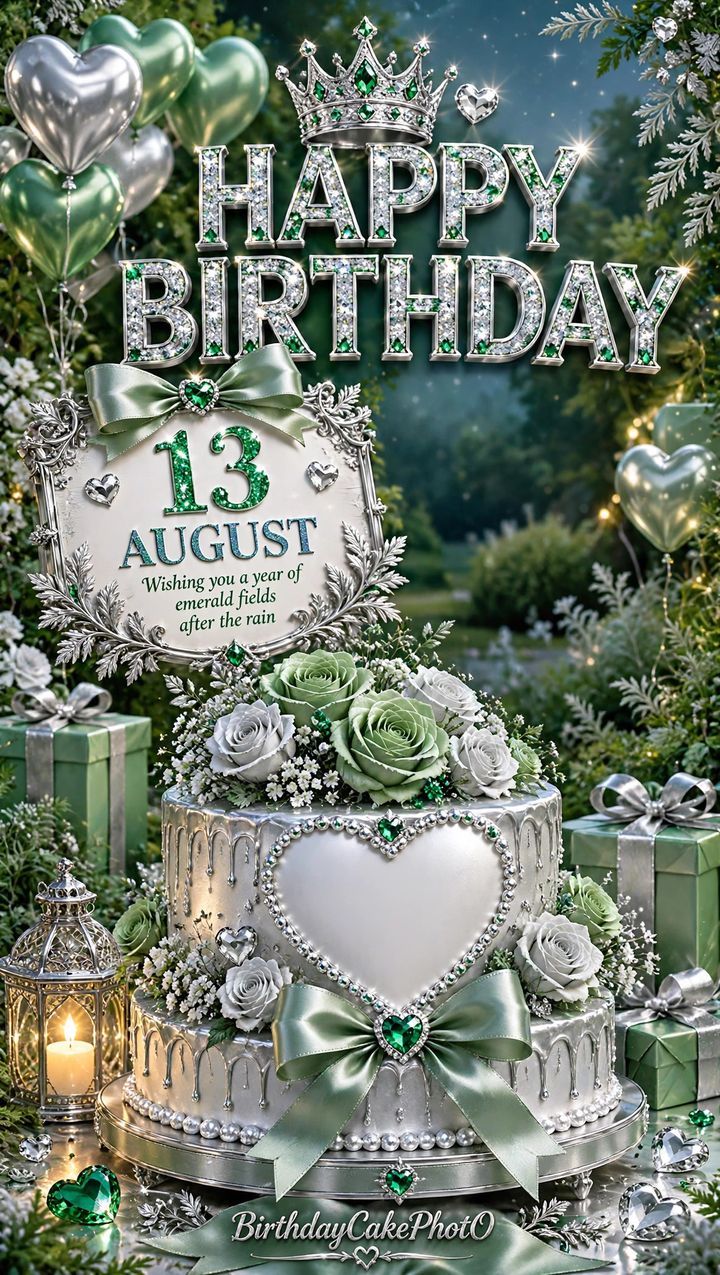 HAPPY
BIRTHDAY
13
AUGUST
Wishing you a year of
emerald fields
after the rain
BirthdayCakePhotO